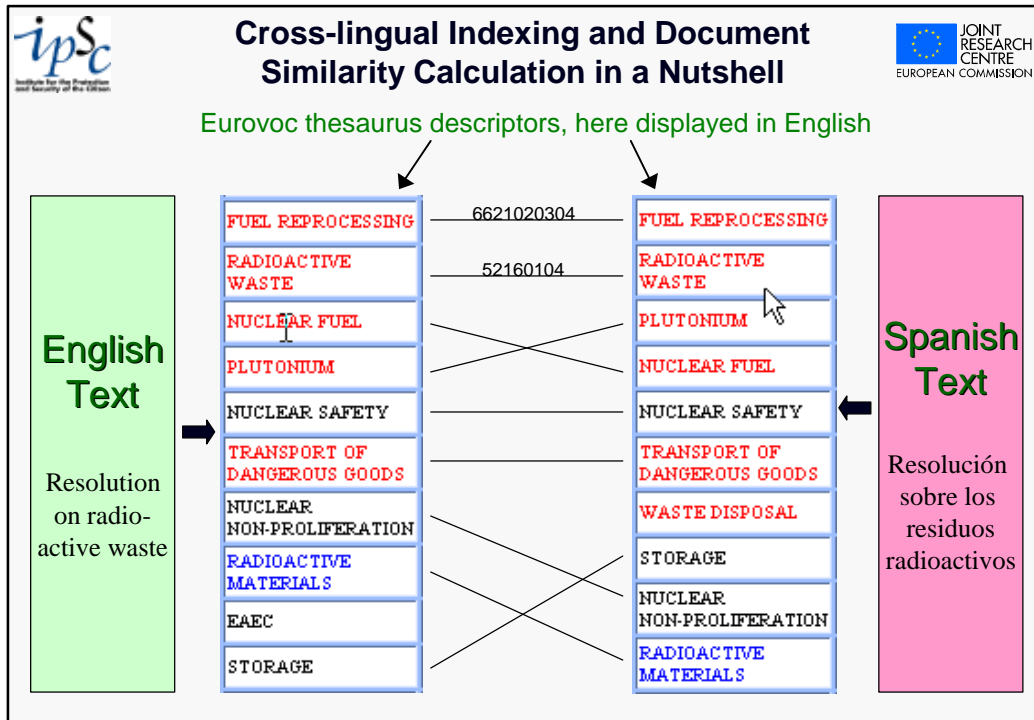 ipSc
Institute for the Protection
and Security of the Citizen
Cross-lingual Indexing and Document
Similarity Calculation in a Nutshell
JOINT
RESEARCH
CENTRE
EUROPEAN COMMISSION
Eurovoc thesaurus descriptors, here displayed in English
English
Text
Resolution
on radio-
active waste
FUEL REPROCESSING
RADIOACTIVE
WASTE
NUCLEAR FUEL
PLUTONIUM
NUCLEAR SAFETY
TRANSPORT OF
DANGEROUS GOODS
NUCLEAR
NON-PROLIFERATION
RADIOACTIVE
MATERIALS
EAEC
STORAGE
6621020304
52160104
FUEL REPROCESSING
RADIOACTIVE
WASTE
PLUTONIUM
NUCLEAR FUEL
NUCLEAR SAFETY
TRANSPORT OF
DANGEROUS GOODS
WASTE DISPOSAL
STORAGE
NUCLEAR
NON-PROLIFERATION
RADIOACTIVE
MATERIALS
Spanish
Text
Resolución
sobre los
residuos
radioactivos